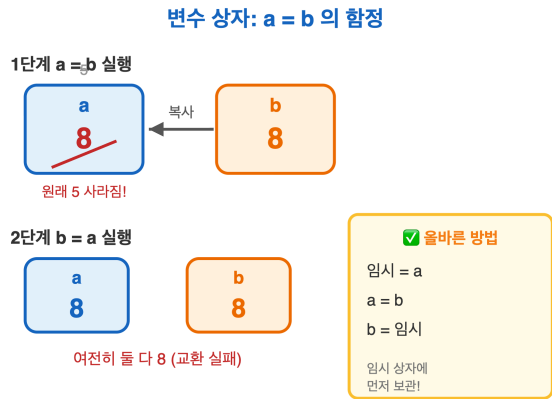 변수 상자: a = b 의 함정
1단계 a = b 실행
5
a
8
복사
b
8
원래 5 사라짐!
2단계 b = a 실행
a
8
b
8
여전히 둘 다 8 (교환 실패)
✅ 올바른 방법
임시 = a
a = b
b = 임시
임시 상자에
먼저 보관!